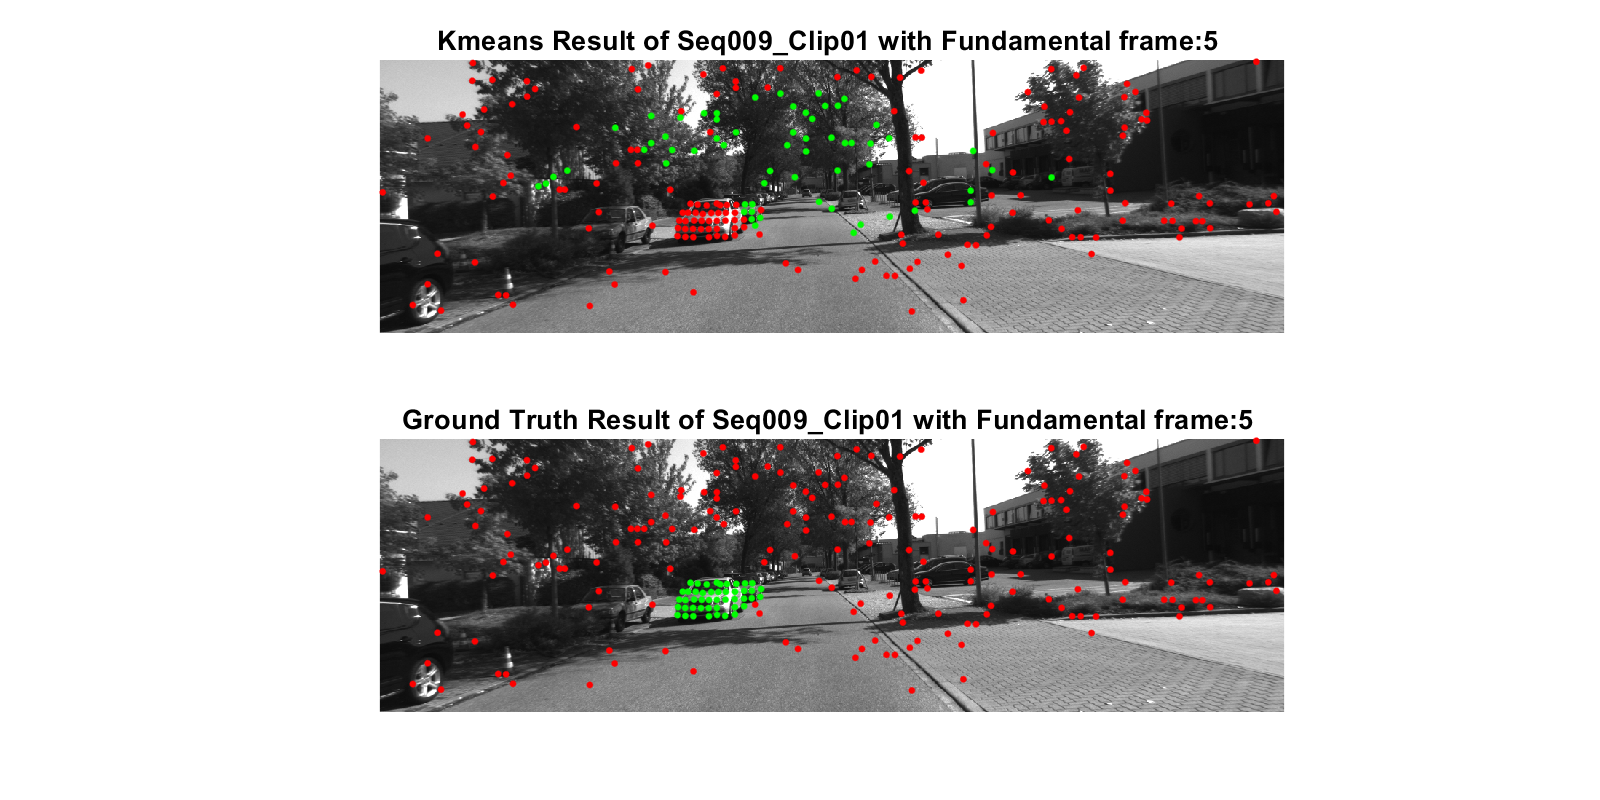 Kmeans Result of Seq009_Clip01 with Fundamental frame:5
Ground Truth Result of Seq009_Clip01 with Fundamental frame:5